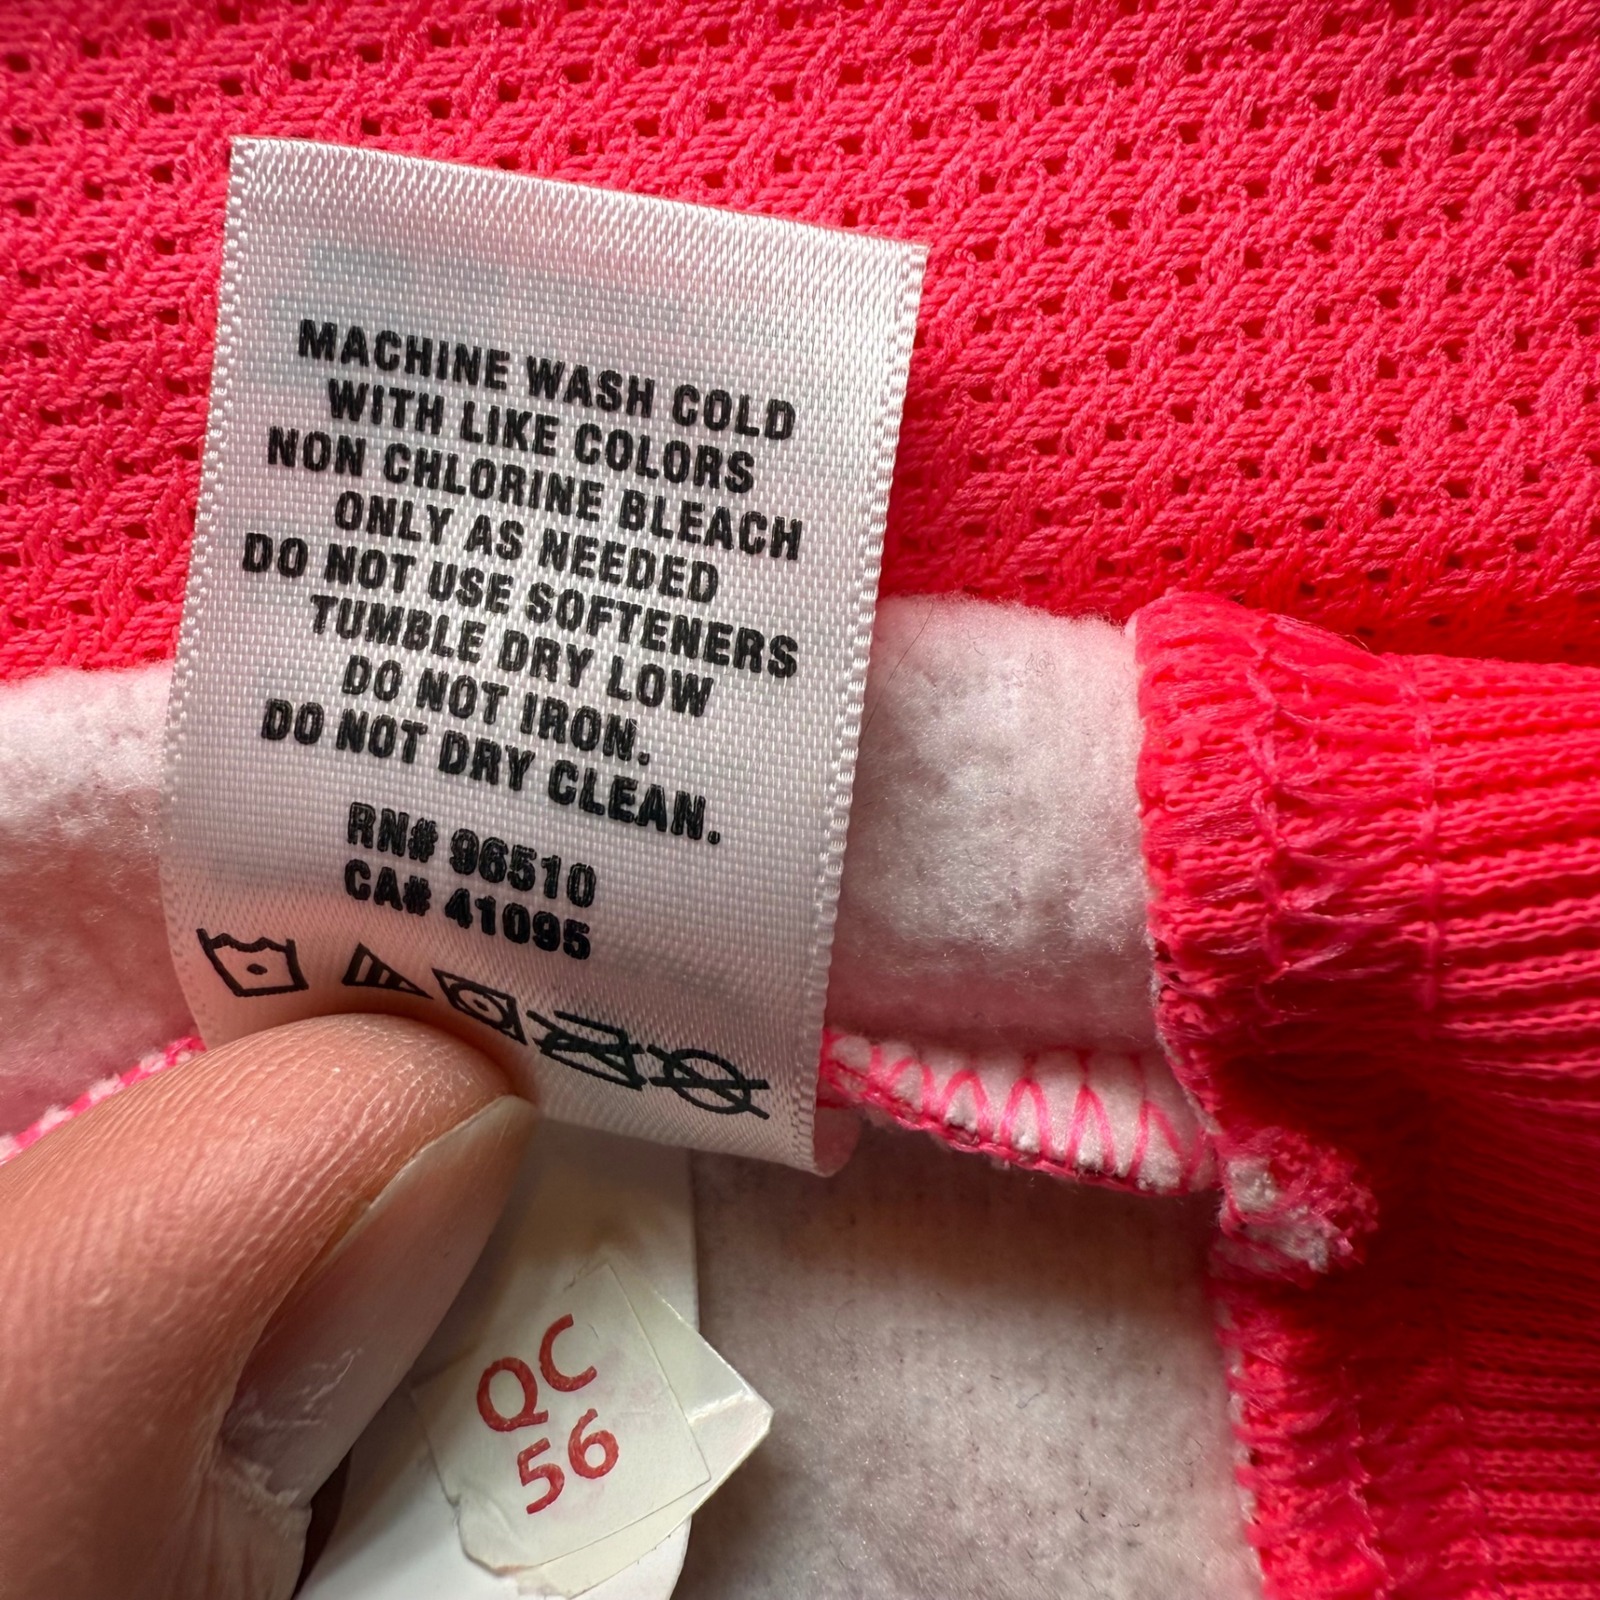 MACHINE WASH COLD
WITH LIKE COLORS
NON CHLORINE BLEACH
ONLY AS NEEDED
DO NOT USE SOFTENERS
TUMBLE DRY LOW
DO NOT IRON.
DO NOT DRY CLEAN.
RN# 96510
CA# 41095
QC
56